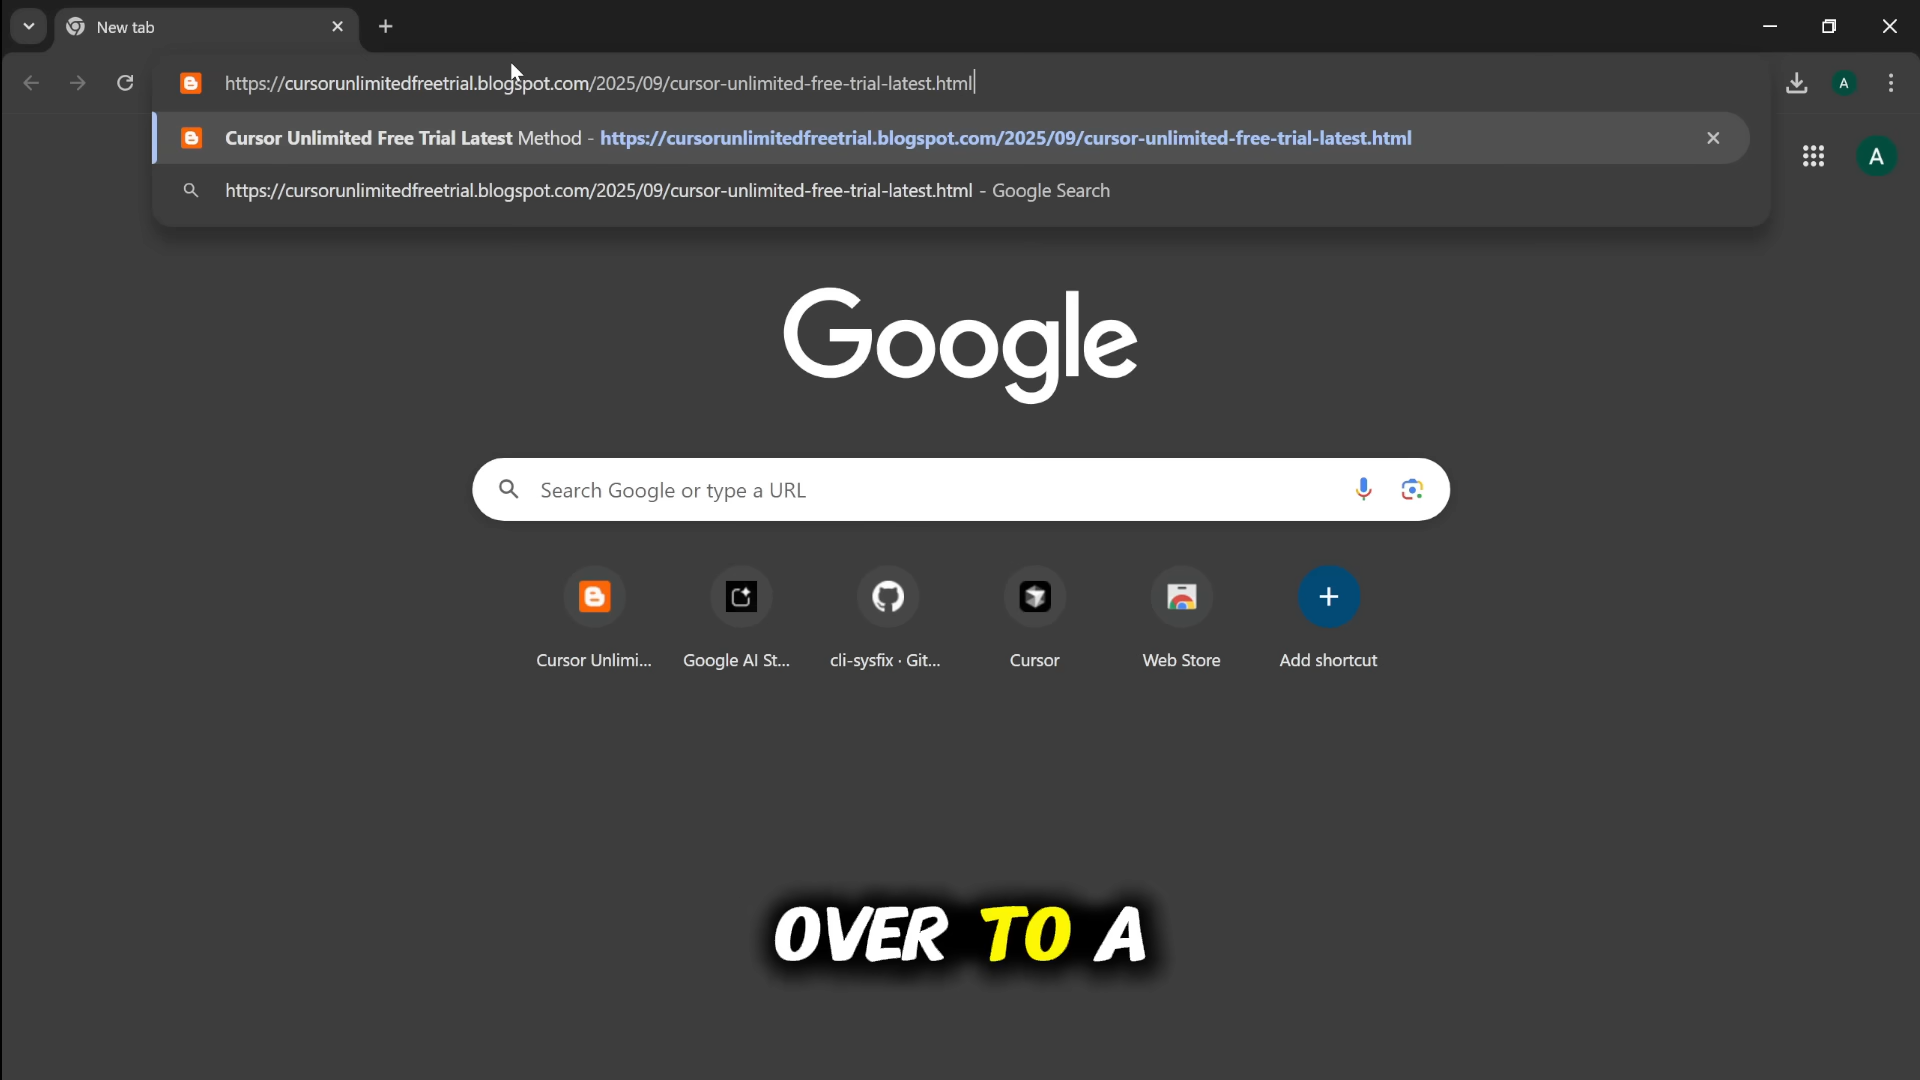 New tab
https://cursorunlimitedfreetrial.blogspot.com/2025/09/cursor-unlimited-free-trial-latest.html
A
Cursor Unlimited Free Trial Latest Method - https://cursorunlimitedfreetrial.blogspot.com/2025/09/cursor-unlimited-free-trial-latest.html
A
https://cursorunlimitedfreetrial.blogspot.com/2025/09/cursor-unlimited-free-trial-latest.html - Google Search
Google
Search Google or type a URL
Cursor Unlimi... Google AI St... cli-sysfix · Git... Cursor Web Store Add shortcut
OVER TO A